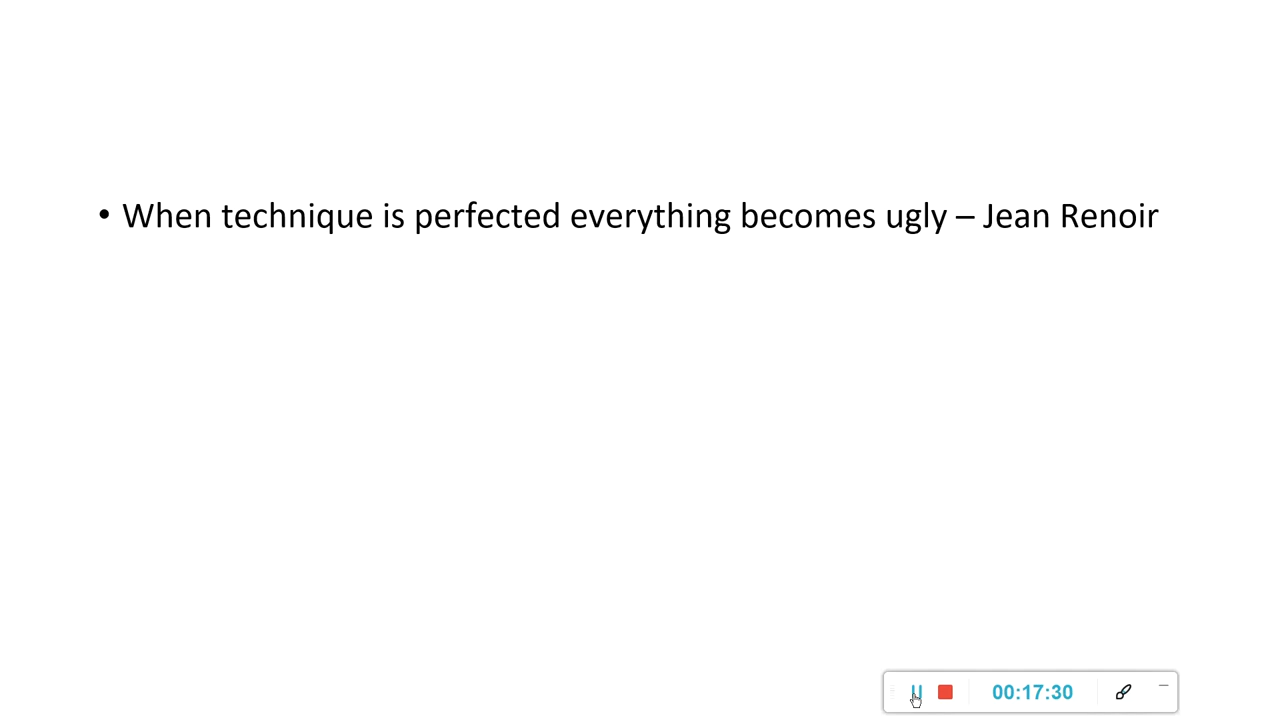 • When technique is perfected everything becomes ugly – Jean Renoir
00:17:30